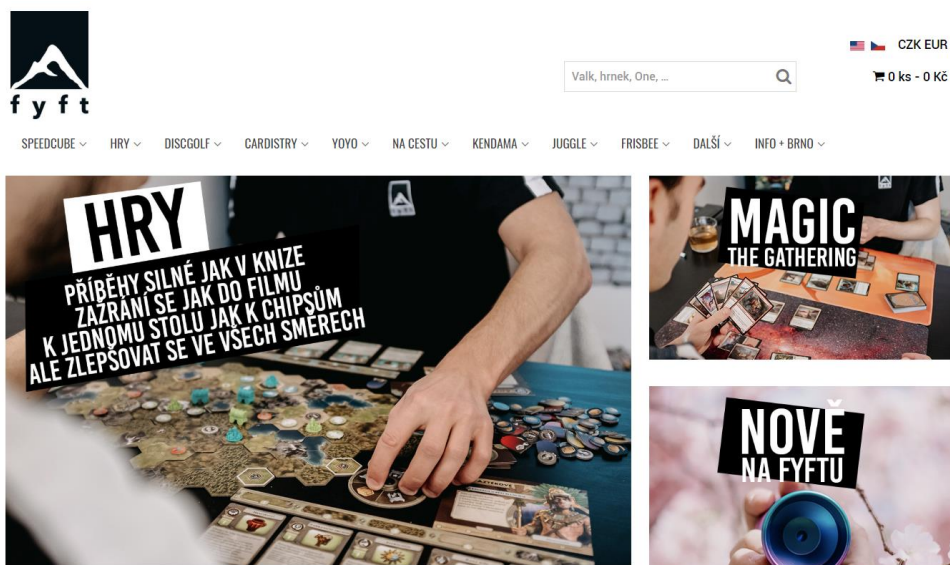 fyft
CZK EUR
Valk, hrnek, One, ...
0 ks - 0 Kč
SPEEDCUBE HRY DISCGOLF CARDISTRY YOYO NA CESTU KENDAMA JUGGLE FRISBEE DALŠÍ INFO + BRNO
HRY
PŘÍBĚHY SILNÉ JAK V KNIZE
ZAŽRÁNÍ SE JAK DO FILMU
K JEDNOMU STOLU JAK K CHIPSŮM
ALE ZLEPŠOVAT SE VE VŠECH SMĚRECH
MAGIC
THE GATHERING
NOVĚ
NA FYFTU